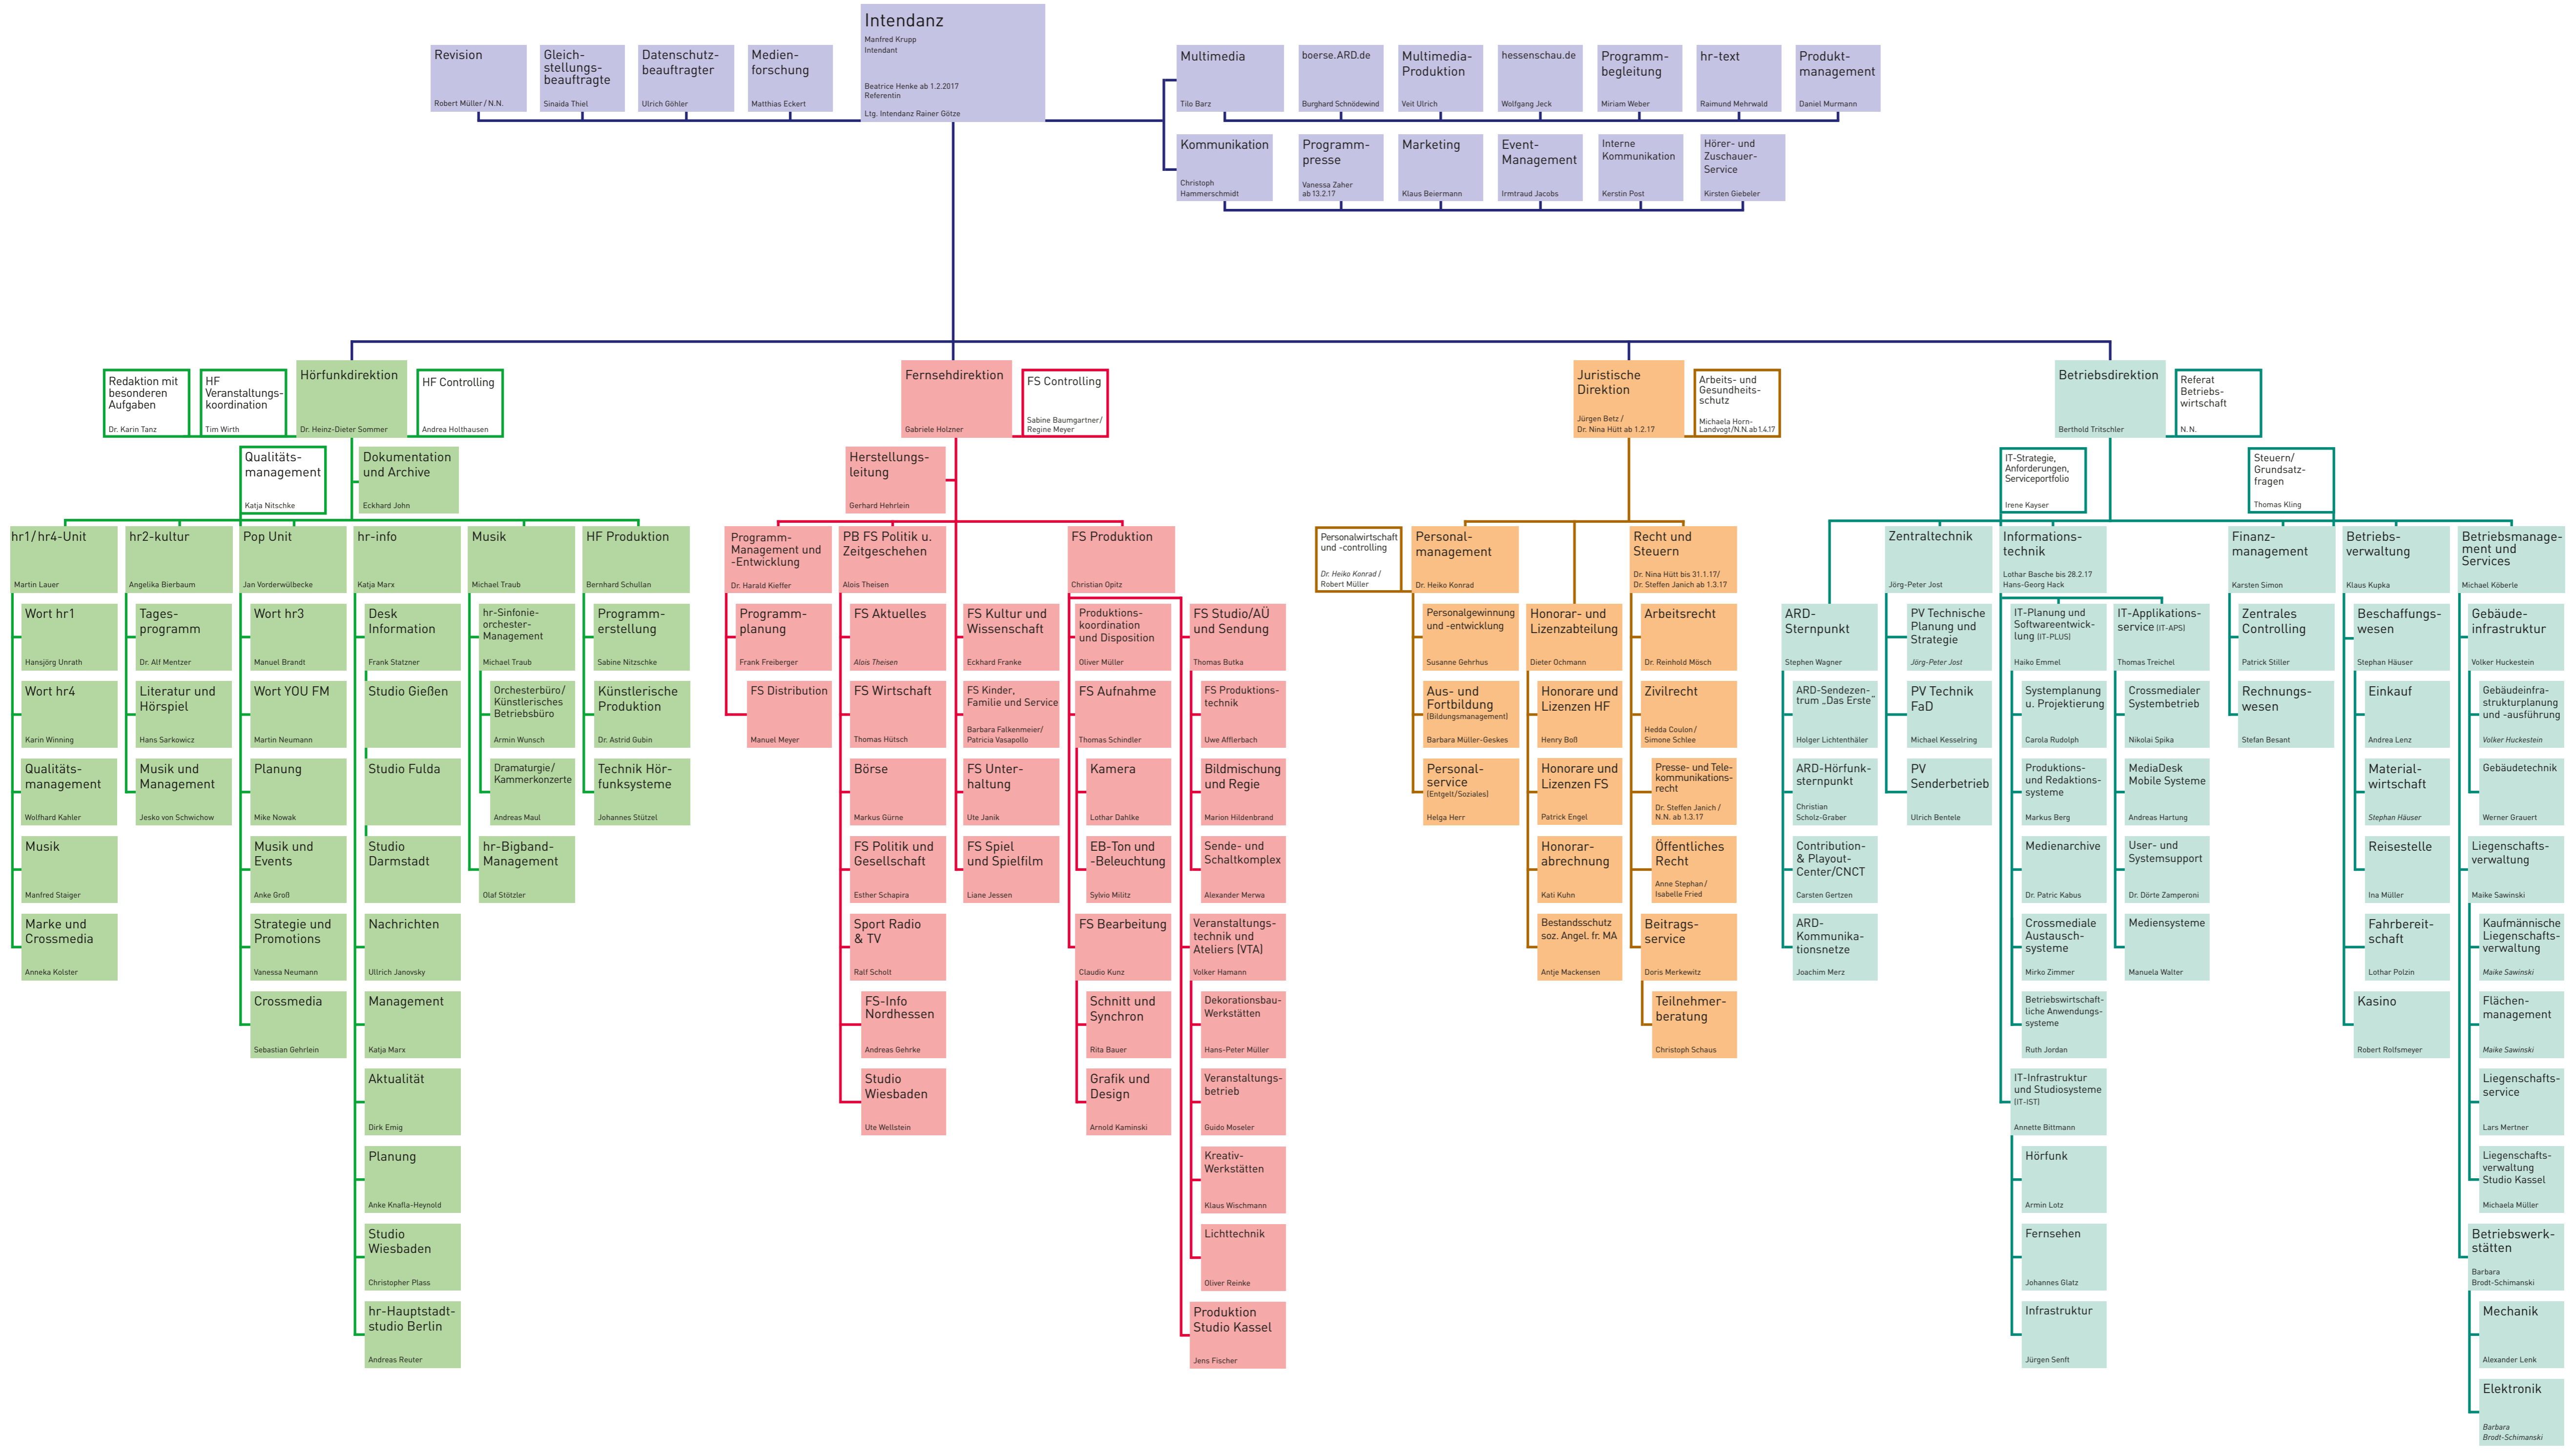 Intendanz
Manfred Krupp
Intendant
Beatrice Henke ab 1.2.2017
Referentin
Ltg. Intendanz Rainer Götze
Revision
Robert Müller / N.N.
Gleich-
stellungs-
beauftragte
Sinaida Thiel
Datenschutz-
beauftragter
Ulrich Göhler
Medien-
forschung
Matthias Eckert
Multimedia
Tilo Barz
boerse.ARD.de
Burghard Schnödewind
Multimedia-
Produktion
Veit Ulrich
hessenschau.de
Wolfgang Jeck
Programm-
begleitung
Miriam Weber
hr-text
Raimund Mehrwald
Produkt-
management
Daniel Murmann
Kommunikation
Christoph
Hammerschmidt
Programm-
presse
Vanessa Zaher
ab 13.2.17
Marketing
Klaus Beiermann
Event-
Management
Irmtraud Jacobs
Interne
Kommunikation
Kerstin Post
Hörer- und
Zuschauer-
Service
Kirsten Giebeler
Redaktion mit
besonderen
Aufgaben
Dr. Karin Tanz
HF
Veranstaltungs-
koordination
Tim Wirth
Hörfunkdirektion
Dr. Heinz-Dieter Sommer
HF Controlling
Andrea Holthausen
Qualitäts-
management
Katja Nitschke
Dokumentation
und Archive
Eckhard John
hr1/hr4-Unit
Martin Lauer
Wort hr1
Hansjörg Unrath
Wort hr4
Karin Winning
Qualitäts-
management
Wolfhard Kahler
Musik
Manfred Staiger
Marke und
Crossmedia
Anneka Kolster
hr2-kultur
Angelika Bierbaum
Tages-
programm
Dr. Alf Mentzer
Literatur und
Hörspiel
Hans Sarkowicz
Musik und
Management
Jesko von Schwichow
Pop Unit
Jan Vorderwülbecke
Wort hr3
Manuel Brandt
Wort YOU FM
Martin Neumann
Planung
Mike Nowak
Musik und
Events
Anke Groß
Strategie und
Promotions
Vanessa Neumann
Crossmedia
Sebastian Gehrlein
hr-info
Katja Marx
Desk
Information
Frank Statzner
Studio Gießen
Studio Fulda
Studio
Darmstadt
Nachrichten
Ullrich Janovsky
Management
Katja Marx
Aktualität
Dirk Emig
Planung
Anke Knafla-Heynold
Studio
Wiesbaden
Christopher Plass
hr-Hauptstadt-
studio Berlin
Andreas Reuter
Musik
Michael Traub
hr-Sinfonie-
orchester-
Management
Michael Traub
Orchesterbüro/
Künstlerisches
Betriebsbüro
Armin Wunsch
Dramaturgie/
Kammerkonzerte
Andreas Maul
hr-Bigband-
Management
Olaf Stötzler
HF Produktion
Bernhard Schullan
Programm-
erstellung
Sabine Nitzschke
Künstlerische
Produktion
Dr. Astrid Gubin
Technik Hör-
funksysteme
Johannes Stützel
Fernsehdirektion
Gabriele Holzner
FS Controlling
Sabine Baumgartner/
Regine Meyer
Herstellungs-
leitung
Gerhard Hehrlein
Programm-
Management und
-Entwicklung
Dr. Harald Kieffer
Programm-
planung
Frank Freiberger
FS Distribution
Manuel Meyer
PB FS Politik u.
Zeitgeschehen
Alois Theisen
FS Aktuelles
Alois Theisen
FS Wirtschaft
Thomas Hütsch
Börse
Markus Gürne
FS Politik und
Gesellschaft
Esther Schapira
Sport Radio
& TV
Ralf Scholt
FS-Info
Nordhessen
Andreas Gehrke
Studio
Wiesbaden
Ute Wellstein
FS Kultur und
Wissenschaft
Eckhard Franke
FS Kinder,
Familie und Service
Barbara Falkenmeier/
Patricia Vasapollo
FS Unter-
haltung
Ute Janik
FS Spiel
und Spielfilm
Liane Jessen
FS Produktion
Christian Opitz
Produktions-
koordination
und Disposition
Oliver Müller
FS Aufnahme
Thomas Schindler
Kamera
Lothar Dahlke
EB-Ton und
-Beleuchtung
Sylvio Militz
FS Bearbeitung
Claudio Kunz
Schnitt und
Synchron
Rita Bauer
Grafik und
Design
Arnold Kaminski
FS Studio/AÜ
und Sendung
Thomas Butka
FS Produktions-
technik
Uwe Afflerbach
Bildmischung
und Regie
Marion Hildenbrand
Sende- und
Schaltkomplex
Alexander Merwa
Veranstaltungs-
technik und
Ateliers (VTA)
Volker Hamann
Dekorationsbau-
Werkstätten
Hans-Peter Müller
Veranstaltungs-
betrieb
Guido Moseler
Kreativ-
Werkstätten
Klaus Wischmann
Lichttechnik
Oliver Reinke
Produktion
Studio Kassel
Jens Fischer
Juristische
Direktion
Jürgen Betz /
Dr. Nina Hütt ab 1.2.17
Arbeits- und
Gesundheits-
schutz
Michaela Horn-
Landvogt/N.N. ab 1.4.17
Personalwirtschaft
und -controlling
Dr. Heiko Konrad /
Robert Müller
Personal-
management
Dr. Heiko Konrad
Personalgewinnung
und -entwicklung
Susanne Gehrhus
Aus- und
Fortbildung
(Bildungsmanagement)
Barbara Müller-Geskes
Personal-
service
(Entgelt/Soziales)
Helga Herr
Honorar- und
Lizenzabteilung
Dieter Ochmann
Honorare und
Lizenzen HF
Henry Boß
Honorare und
Lizenzen FS
Patrick Engel
Honorar-
abrechnung
Kati Kuhn
Bestandsschutz
soz. Angel. fr. MA
Antje Mackensen
Recht und
Steuern
Dr. Nina Hütt bis 31.1.17/
Dr. Steffen Janich ab 1.3.17
Arbeitsrecht
Dr. Reinhold Mösch
Zivilrecht
Hedda Coulon/
Simone Schlee
Presse- und Tele-
kommunikations-
recht
Dr. Steffen Janich /
N.N. ab 1.3.17
Öffentliches
Recht
Anne Stephan/
Isabelle Fried
Beitrags-
service
Doris Merkewitz
Teilnehmer-
beratung
Christoph Schaus
Betriebsdirektion
Berthold Tritschler
Referat
Betriebs-
wirtschaft
N.N.
IT-Strategie,
Anforderungen,
Serviceportfolio
Irene Kayser
Steuern/
Grundsatz-
fragen
Thomas Kling
ARD-
Sternpunkt
Stephen Wagner
ARD-Sendezen-
trum „Das Erste“
Holger Lichtenthäler
ARD-Hörfunk-
sternpunkt
Christian
Scholz-Graber
Contribution-
& Playout-
Center/CNCT
Carsten Gertzen
ARD-
Kommunika-
tionsnetze
Joachim Merz
Zentraltechnik
Jörg-Peter Jost
PV Technische
Planung und
Strategie
Jörg-Peter Jost
PV Technik
FaD
Michael Kesselring
PV
Senderbetrieb
Ulrich Bentele
Informations-
technik
Lothar Basche bis 28.2.17
Hans-Georg Hack
IT-Planung und
Softwareentwick-
lung (IT-PLUS)
Haiko Emmel
Systemplanung
u. Projektierung
Carola Rudolph
Produktions-
und Redaktions-
systeme
Markus Berg
Medienarchive
Dr. Patric Kabus
Crossmediale
Austausch-
systeme
Mirko Zimmer
Betriebswirtschaft-
liche Anwendungs-
systeme
Ruth Jordan
IT-Infrastruktur
und Studiosysteme
(IT-IST)
Annette Bittmann
Hörfunk
Armin Lotz
Fernsehen
Johannes Glatz
Infrastruktur
Jürgen Senft
IT-Applikations-
service (IT-APS)
Thomas Treichel
Crossmedialer
Systembetrieb
Nikolai Spika
MediaDesk
Mobile Systeme
Andreas Hartung
User- und
Systemsupport
Dr. Dörte Zamperoni
Mediensysteme
Manuela Walter
Finanz-
management
Karsten Simon
Zentrales
Controlling
Patrick Stiller
Rechnungs-
wesen
Stefan Besant
Betriebs-
verwaltung
Klaus Kupka
Beschaffungs-
wesen
Stephan Häuser
Einkauf
Andrea Lenz
Material-
wirtschaft
Stephan Häuser
Reisestelle
Ina Müller
Fahrbereit-
schaft
Lothar Polzin
Kasino
Robert Rolfsmeyer
Betriebsmanage-
ment und
Services
Michael Köberle
Gebäude-
infrastruktur
Volker Huckestein
Gebäudeinfra-
strukturplanung
und -ausführung
Volker Huckestein
Gebäudetechnik
Werner Grauert
Liegenschafts-
verwaltung
Maike Sawinski
Kaufmännische
Liegenschafts-
verwaltung
Maike Sawinski
Flächen-
management
Maike Sawinski
Liegenschafts-
service
Lars Mertner
Liegenschafts-
verwaltung
Studio Kassel
Michaela Müller
Betriebswerk-
stätten
Barbara
Brodt-Schimanski
Mechanik
Alexander Lenk
Elektronik
Barbara
Brodt-Schimanski